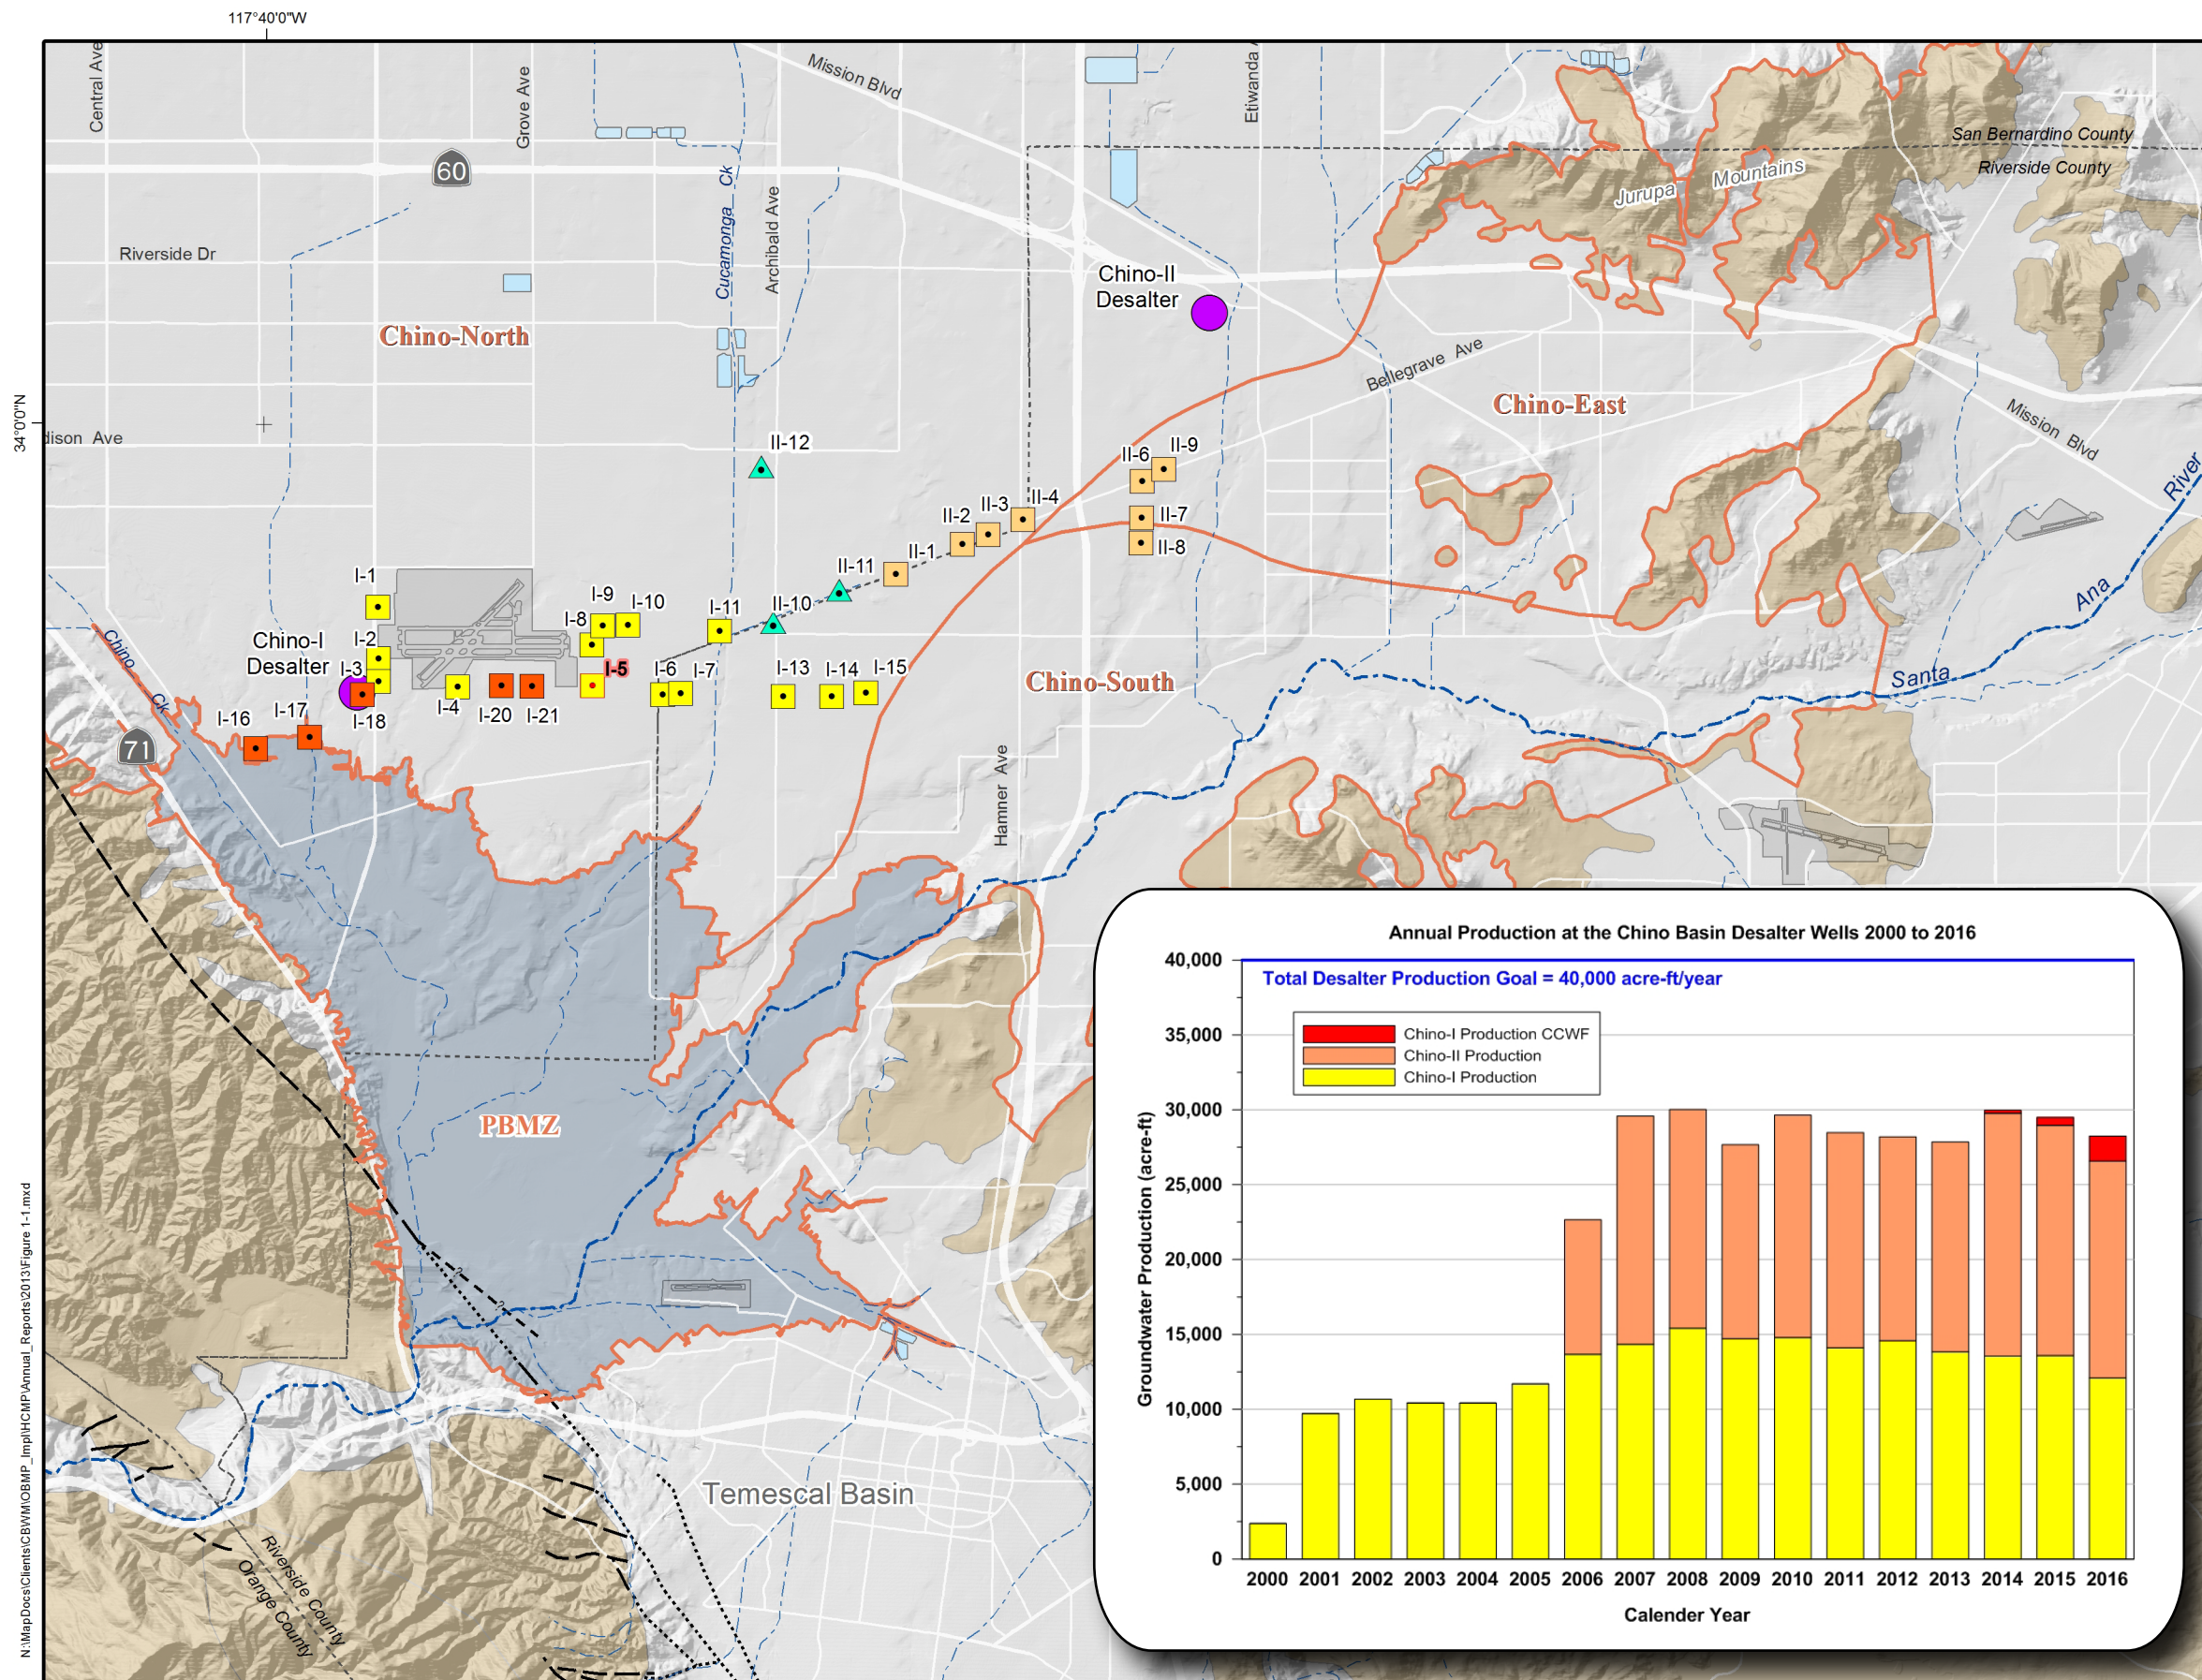 117°40'0"W
34°0'0"N
Central Ave
Grove Ave
Mission Blvd
Etiwanda
60
Cucamonga Ck
Archibald Ave
San Bernardino County
Riverside County
Jurupa Mountains
Riverside Dr
Chino-II
Desalter
Chino-North
Bellegrave Ave
Chino-East
Mission Blvd
dison Ave
II-12
II-9
II-6
II-4
II-3
II-2
II-7
II-1
II-8
II-11
II-10
River
Ana
Santa
I-1
I-9
I-10
I-8
I-11
Chino
Ck
Chino-I
Desalter
I-2
I-3
I-5
I-6
I-7
I-13
I-14
I-15
Chino-South
I-16
I-17
I-18
I-4
I-20
I-21
71
Hamner Ave
PBMZ
?
?
Temescal Basin
Riverside County
Orange County
N:\MapDocs\Clients\CBWM\OBMP_Impl\HCMP\Annual_Reports\2013\Figure 1-1.mxd
Annual Production at the Chino Basin Desalter Wells 2000 to 2016
Total Desalter Production Goal = 40,000 acre-ft/year
Chino-I Production CCWF
Chino-II Production
Chino-I Production
Groundwater Production (acre-ft)
40,000
35,000
30,000
25,000
20,000
15,000
10,000
5,000
0
2000 2001 2002 2003 2004 2005 2006 2007 2008 2009 2010 2011 2012 2013 2014 2015 2016
Calender Year